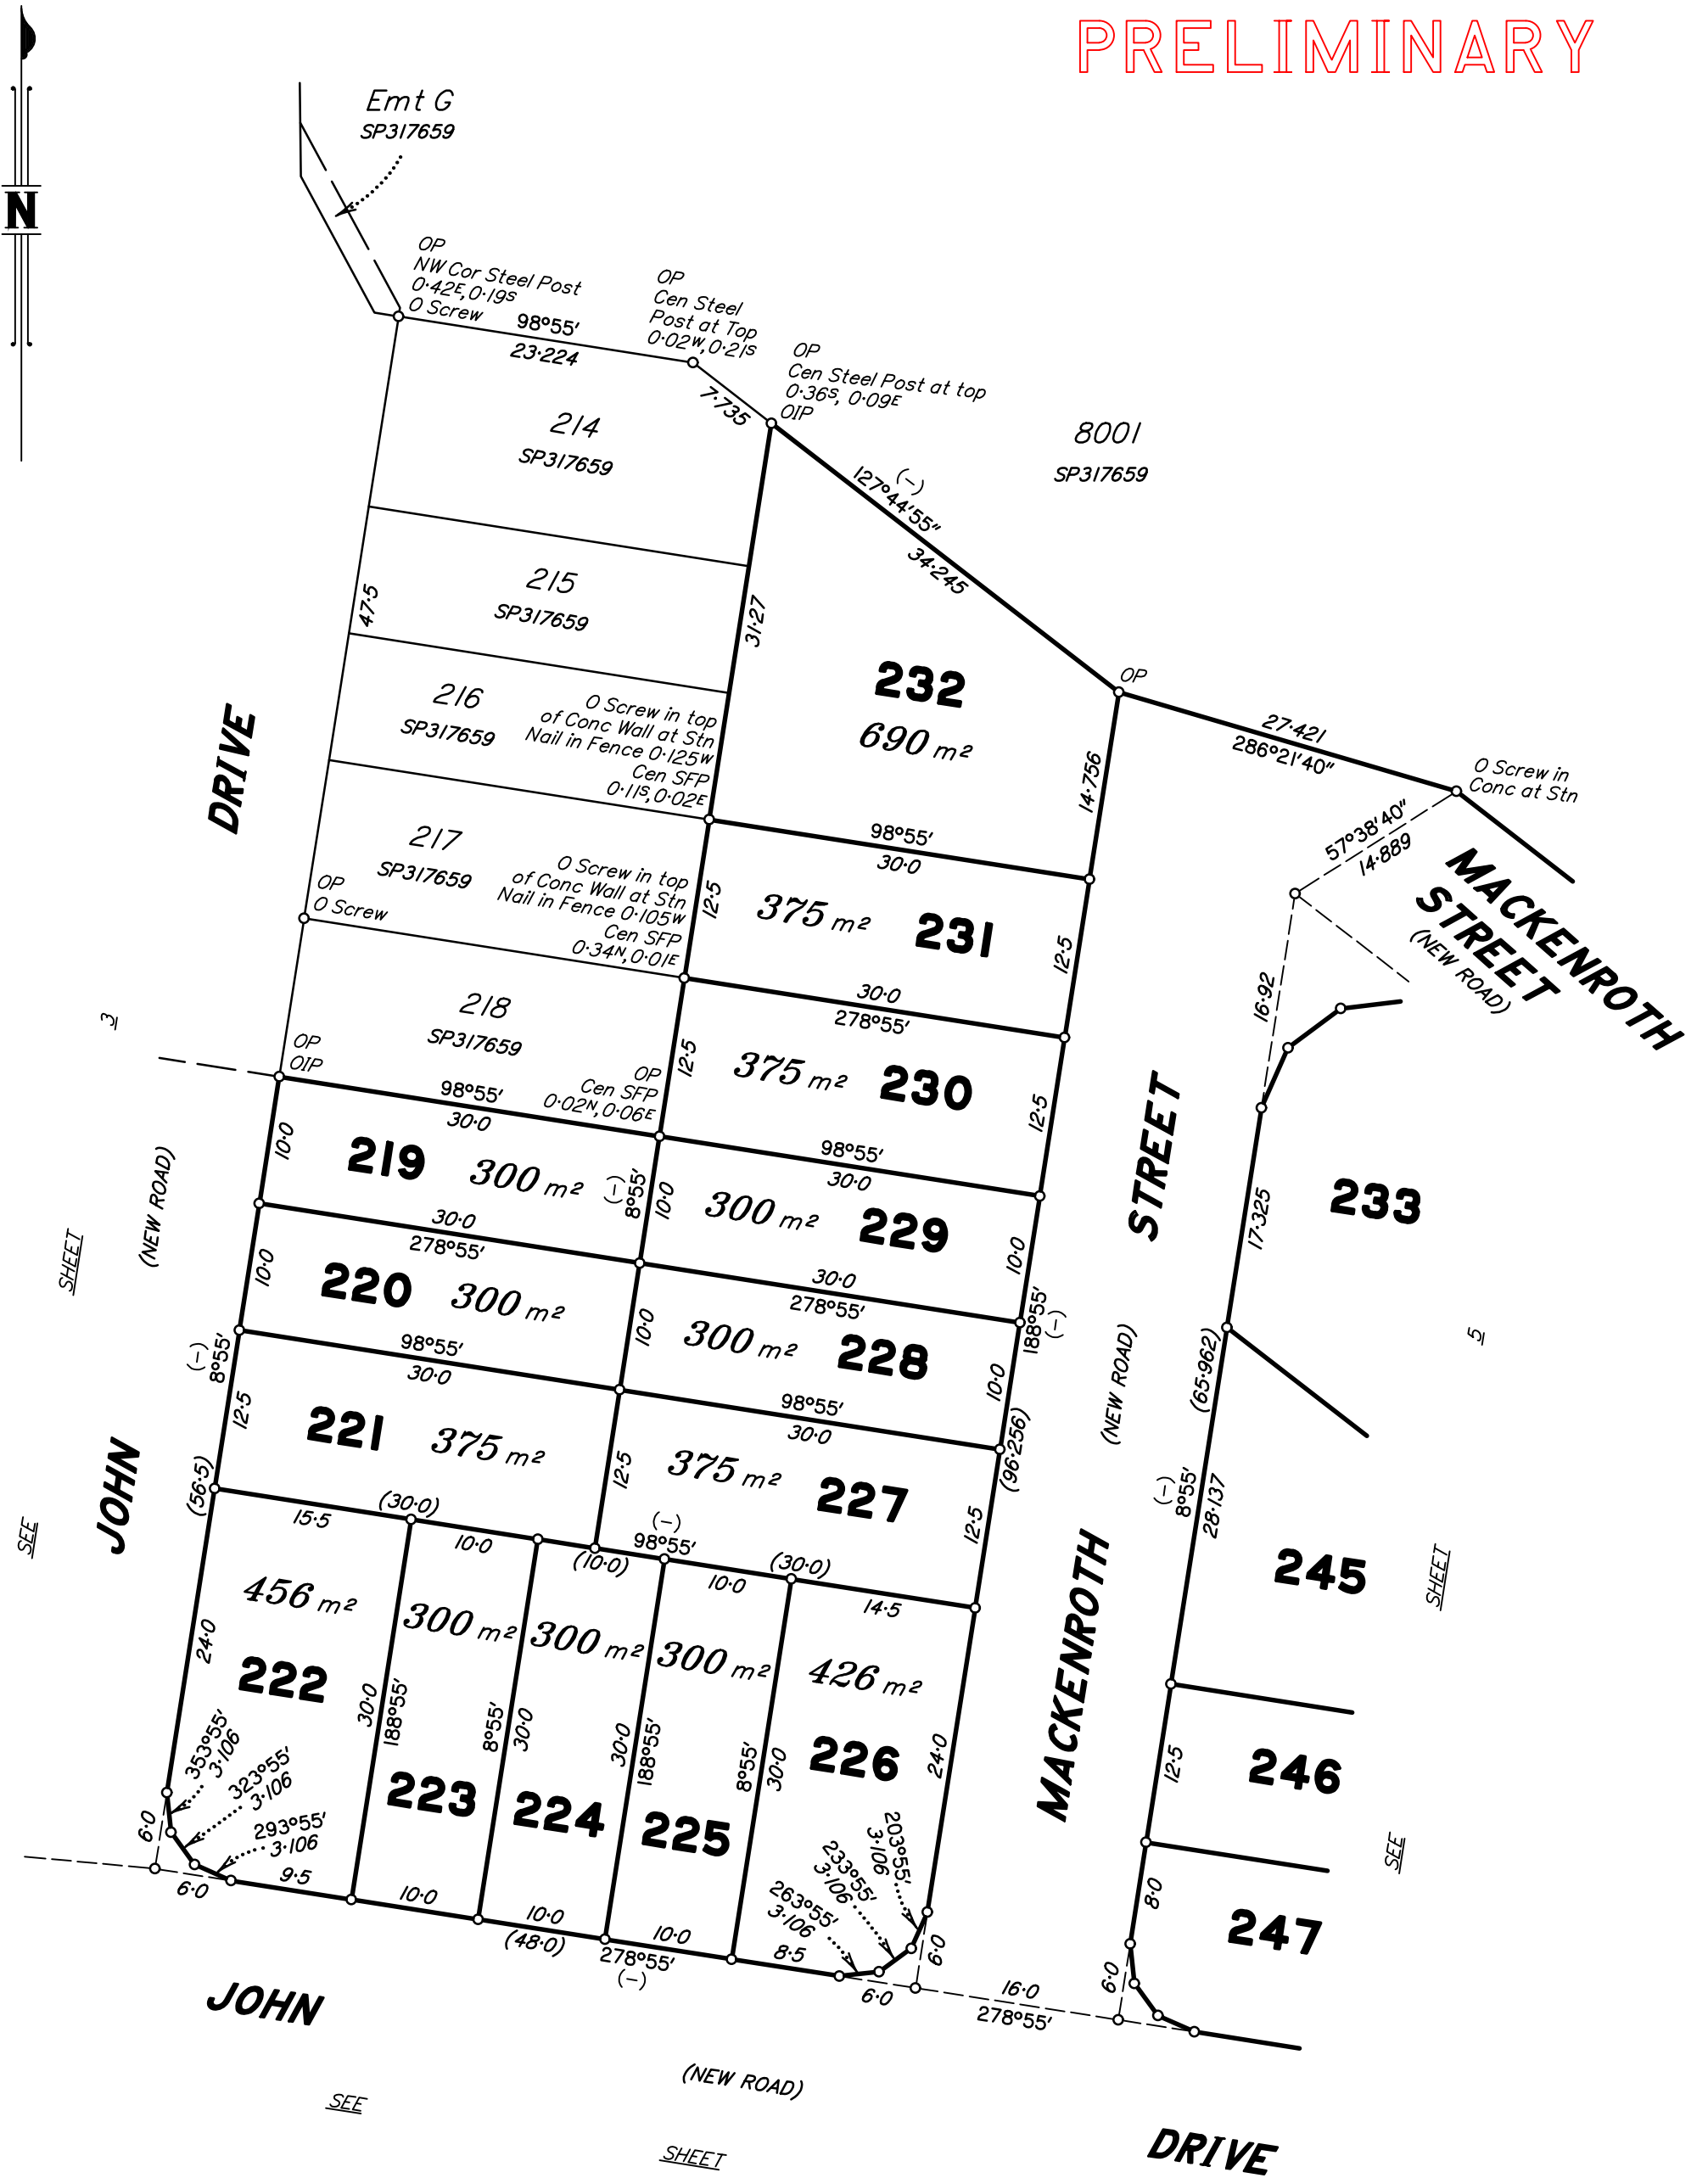 PRELIMINARY
N
Emt G
SP317659
OP
NW Cor Steel Post
0·42E, 0·19S
O Screw
98°55′
23·224
OP
Cen Steel
Post at Top
0·02W, 0·21S
7·735
OP
Cen Steel Post at top
0·36S, 0·09E
OIP
8001
SP317659
(-)
127°44′55″
34·245
214
SP317659
215
SP317659
47·5
31·27
216
SP317659
O Screw in top
of Conc Wall at Stn
Nail in Fence 0·125W
Cen SFP
0·11S, 0·02E
232
690 m²
OP
27·421
286°21′40″
14·756
O Screw in
Conc at Stn
57°38′40″
14·889
MACKENROTH
STREET
(NEW ROAD)
16·92
DRIVE
217
SP317659
O Screw in top
of Conc Wall at Stn
Nail in Fence 0·105W
Cen SFP
0·34N, 0·01E
OP
O Screw
98°55′
30·0
12·5
375 m² 231
12·5
218
SP317659
OP
OIP
OP
Cen SFP
0·02N, 0·06E
30·0
278°55′
12·5
375 m² 230
12·5
3
SHEET
SEE
(NEW ROAD)
JOHN
98°55′
30·0
10·0
219 300 m²
(-)
8°55′
10·0
98°55′
30·0
300 m² 229
10·0
STREET
17·325
233
30·0
278°55′
10·0
220 300 m²
10·0
30·0
278°55′
300 m² 228
10·0
188°55′
(-)
(NEW ROAD)
(65·962)
5
SHEET
SEE
(-)
8°55′
98°55′
30·0
12·5
221 375 m²
12·5
98°55′
30·0
375 m² 227
12·5
(96·256)
(-)
8°55′
28·137
245
(56·5)
15·5
(30·0)
10·0
(10·0)
(-)
98°55′
10·0
(30·0)
14·5
MACKENROTH
456 m²
222
24·0
300 m²
223
30·0
188°55′
300 m²
224
8°55′
30·0
300 m²
225
30·0
188°55′
426 m²
226
8°55′
30·0
24·0
12·5
246
353°55′
3·106
323°55′
3·106
293°55′
3·106
6·0
6·0
9·5
10·0
10·0
(48·0)
10·0
278°55′
(-)
8·5
263°55′
3·106
233°55′
3·106
203°55′
3·106
6·0
6·0
16·0
278°55′
8·0
6·0
247
JOHN
(NEW ROAD)
DRIVE
SEE
SHEET